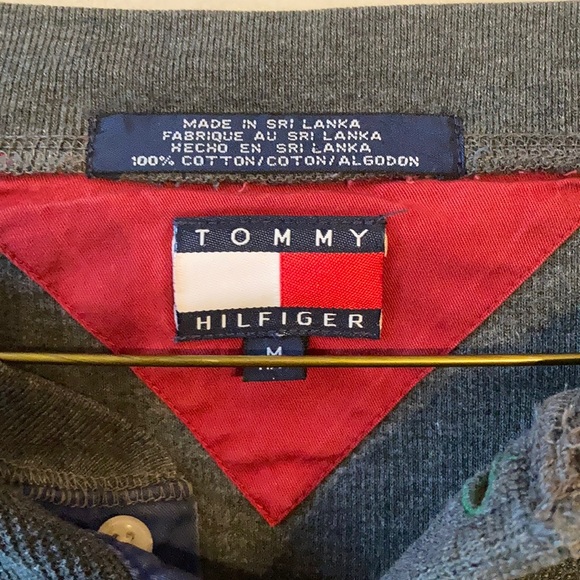 MADE IN SRI LANKA
FABRIQUE AU SRI LANKA
HECHO EN SRI LANKA
100% COTTON/COTON/ALGODON
TOMMY
HILFIGER
M